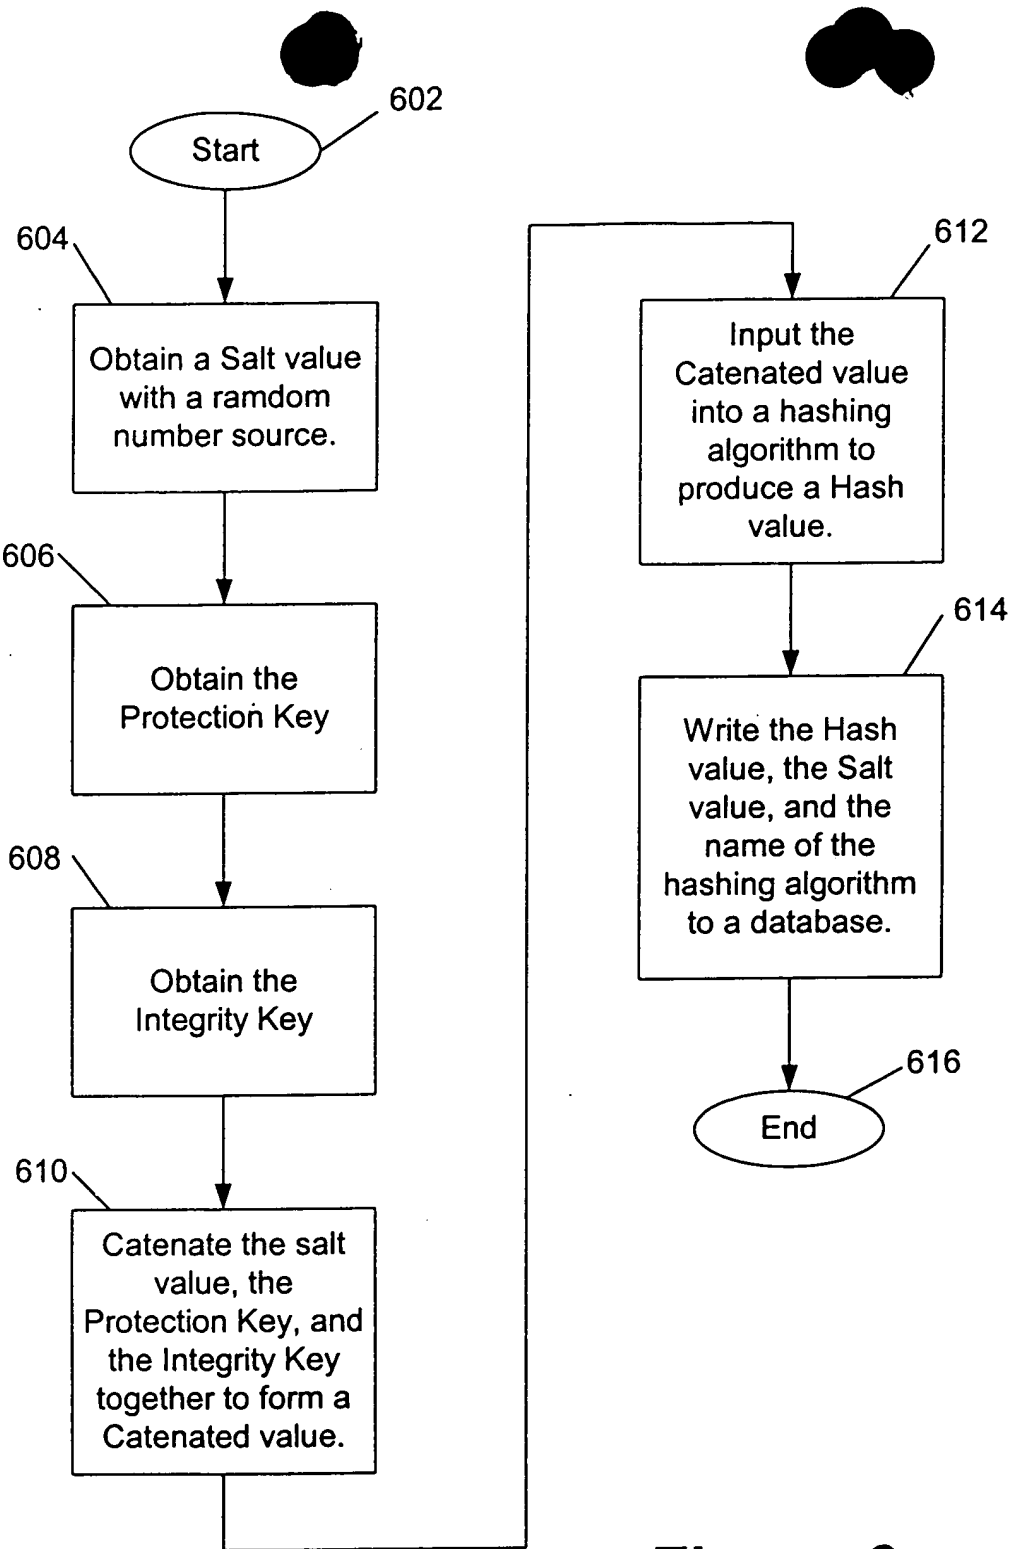 602
Start
604
Obtain a Salt value
with a ramdom
number source.
606
Obtain the
Protection Key
608
Obtain the
Integrity Key
610
Catenate the salt
value, the
Protection Key, and
the Integrity Key
together to form a
Catenated value.
612
Input the
Catenated value
into a hashing
algorithm to
produce a Hash
value.
614
Write the Hash
value, the Salt
value, and the
name of the
hashing algorithm
to a database.
616
End